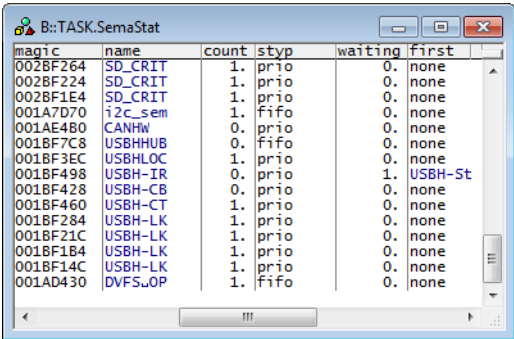 B::TASK.SemaStat
magic name count styp waiting first
002BF264 SD_CRIT 1. prio 0. none
002BF224 SD_CRIT 1. prio 0. none
002BF1E4 SD_CRIT 1. prio 0. none
001A7D70 i2c_sem 1. fifo 0. none
001AE4B0 CANHW 0. prio 0. none
001BF7C8 USBHHUB 0. fifo 0. none
001BF3EC USBHLOC 1. prio 0. none
001BF498 USBH-IR 0. prio 1. USBH-St
001BF428 USBH-CB 0. prio 0. none
001BF460 USBH-CT 1. prio 0. none
001BF284 USBH-LK 1. prio 0. none
001BF21C USBH-LK 1. prio 0. none
001BF1B4 USBH-LK 1. prio 0. none
001BF14C USBH-LK 1. prio 0. none
001AD430 DVFS␣OP 1. fifo 0. none